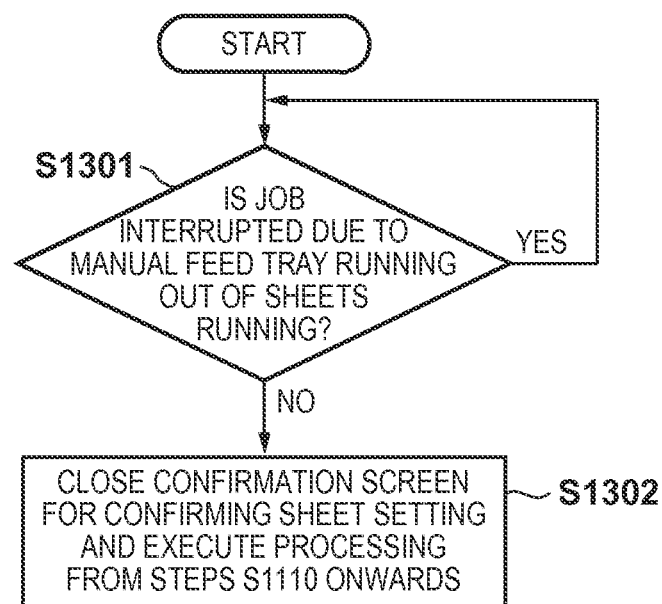 START
S1301
IS JOB
INTERRUPTED DUE TO
MANUAL FEED TRAY RUNNING
OUT OF SHEETS
RUNNING?
YES
NO
CLOSE CONFIRMATION SCREEN
FOR CONFIRMING SHEET SETTING
AND EXECUTE PROCESSING
FROM STEPS S1110 ONWARDS
S1302